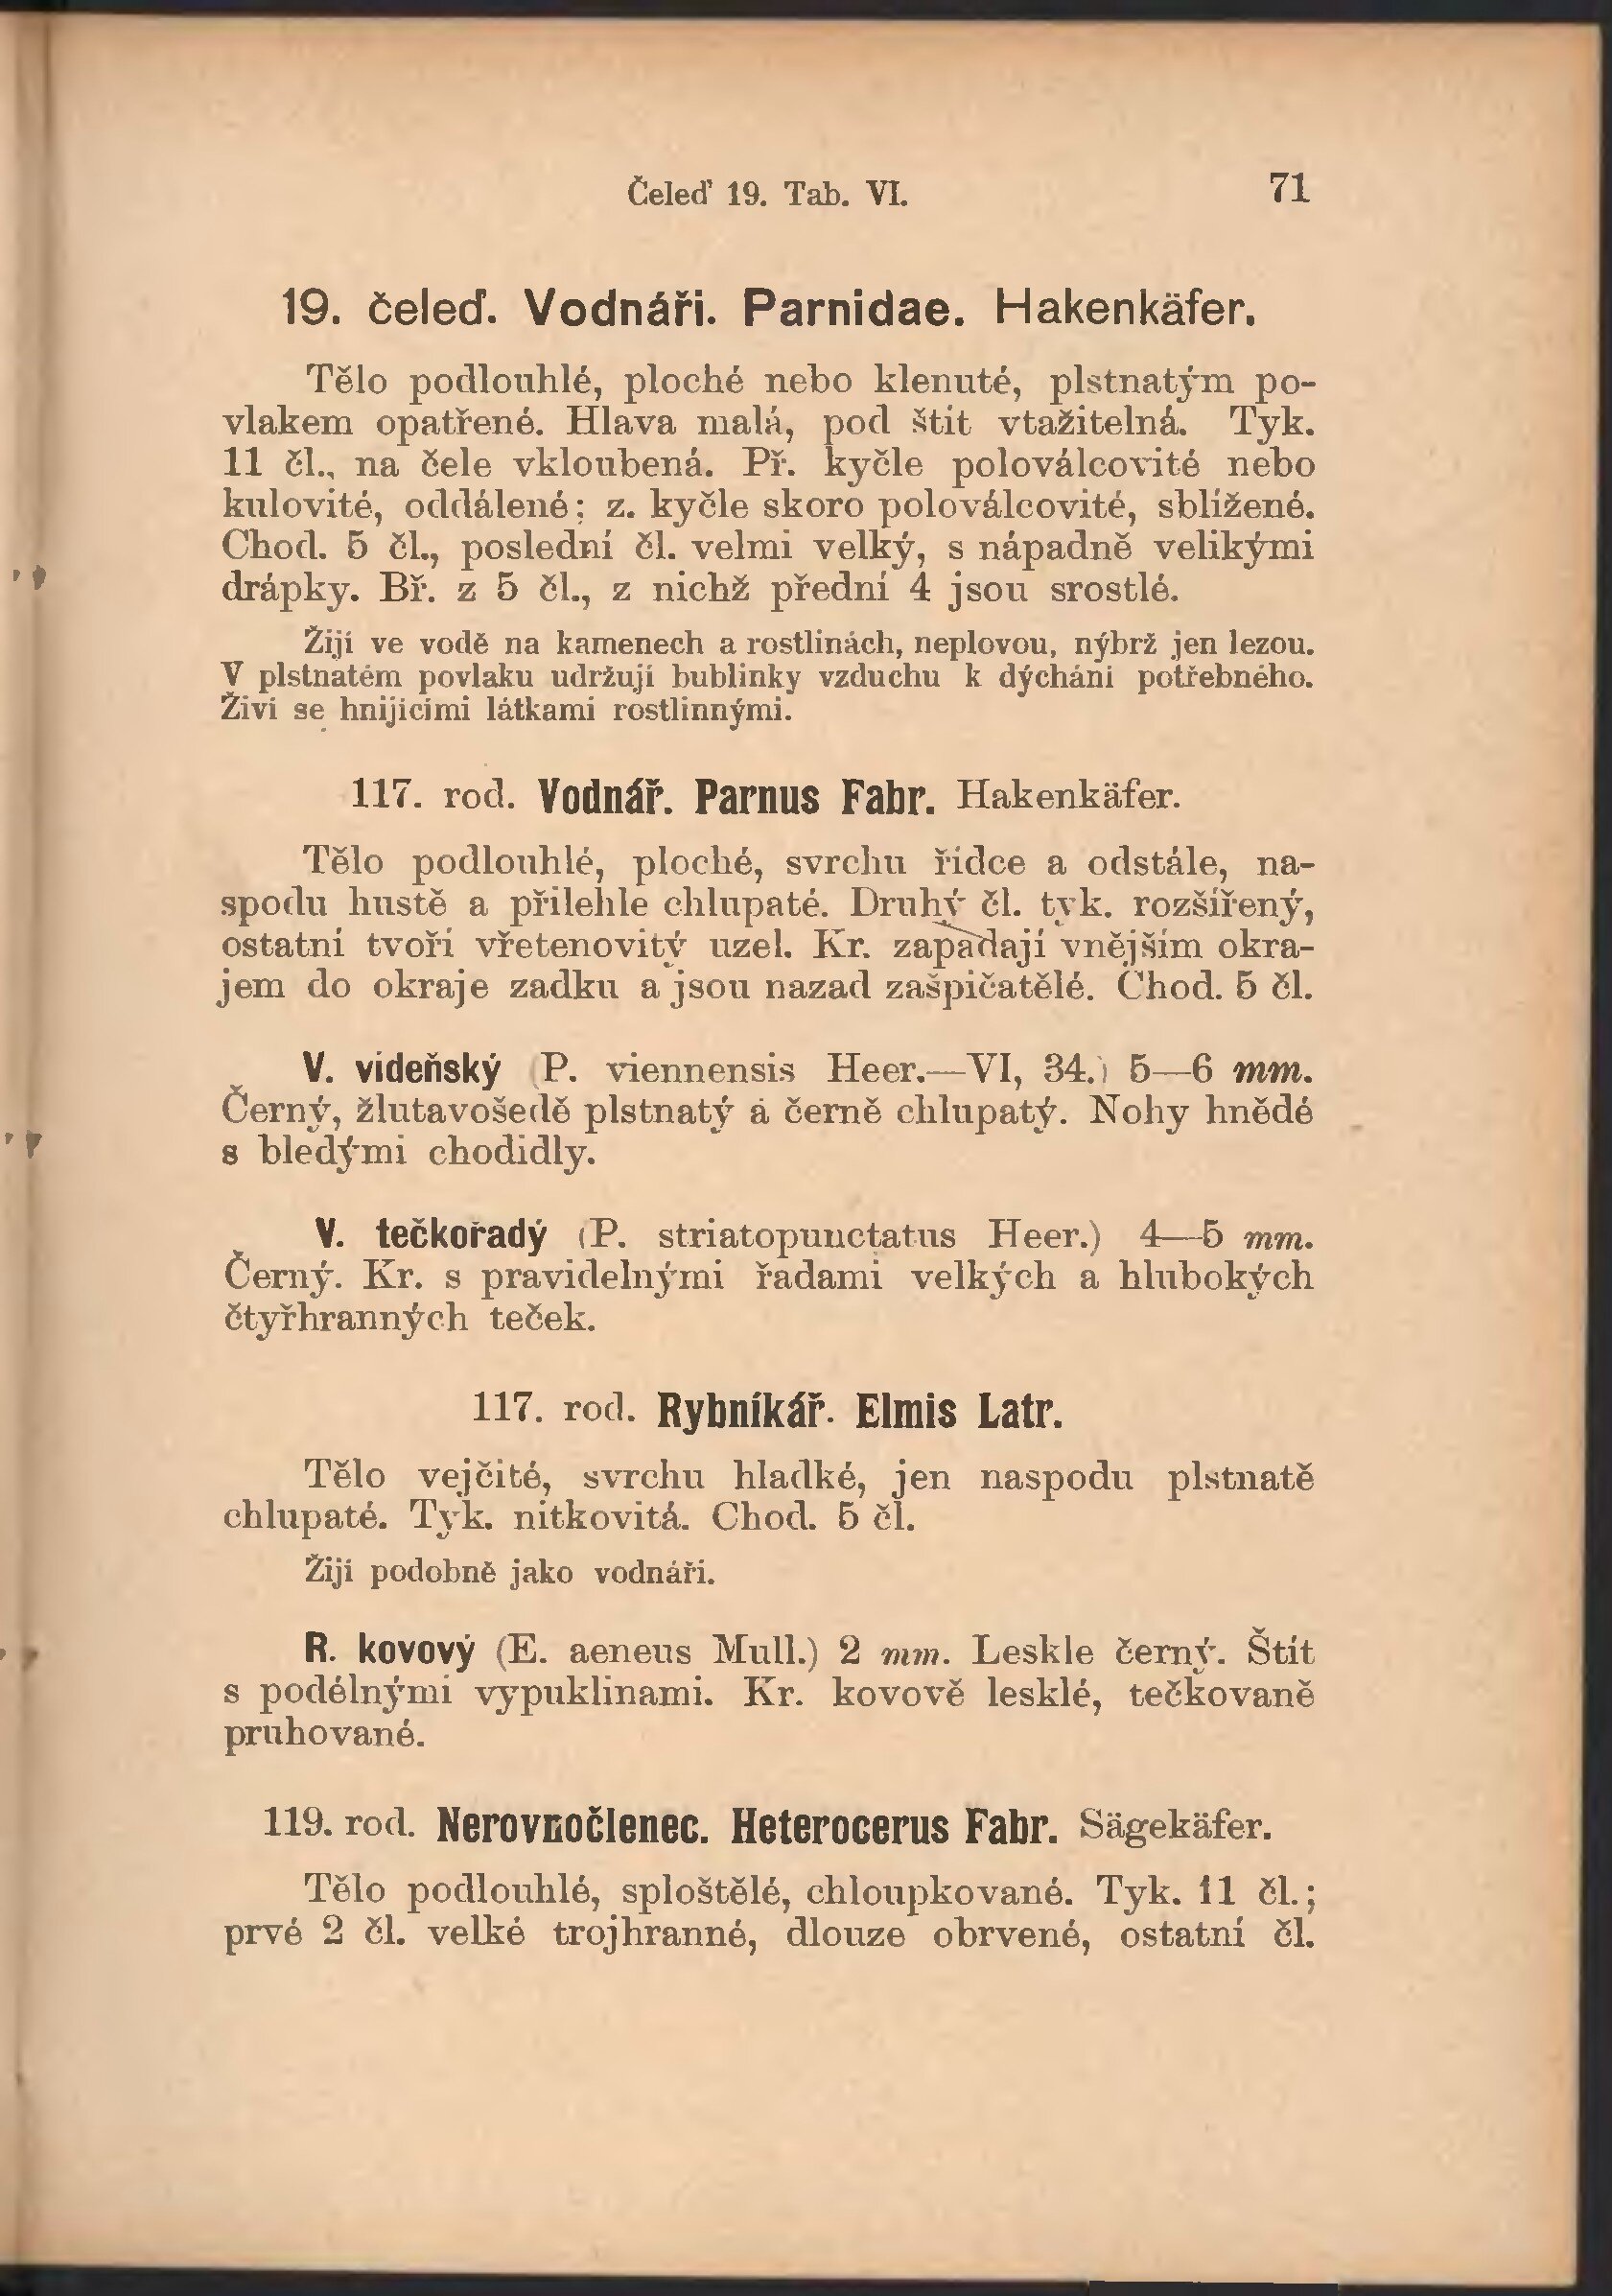 Čeleď 19. Tab. VI.
71
19. čeleď. Vodnáři. Parnidae. Hakenkäfer.
Tělo podlouhlé, ploché nebo klenuté, plstnatým po-
vlakem opatřené. Hlava malá, pod štít vtažitelná. Tyk.
11 čl., na čele vkloubená. Př. kyčle poloválcovité nebo
kulovité, oddálené; z. kyčle skoro poloválcovité, sblížené.
Chod. 5 čl., poslední čl. velmi velký, s nápadně velikými
drápky. Bř. z 5 čl., z nichž přední 4 jsou srostlé.
Žijí ve vodě na kamenech a rostlinách, neplovou, nýbrž jen lezou.
V plstnatém povlaku udržují bublinky vzduchu k dýchání potřebného.
Živí se hnijícími látkami rostlinnými.
117. rod. Vodnář. Parnus Fabr. Hakenkäfer.
Tělo podlouhlé, ploché, svrchu řídce a odstále, na-
spodu hustě a přilehle chlupaté. Druhý čl. tyk. rozšířený,
ostatní tvoří vřetenovitý uzel. Kr. zapadají vnějším okra-
jem do okraje zadku a jsou nazad zašpičatělé. Chod. 5 čl.
V. vídeňský (P. viennensis Heer.—VI, 34.) 5—6 mm.
Černý, žlutavošedě plstnatý a černě chlupatý. Nohy hnědé
s bledými chodidly.
V. tečkořadý (P. striatopunctatus Heer.) 4—5 mm.
Černý. Kr. s pravidelnými řadami velkých a hlubokých
čtyřhranných teček.
117. rod. Rybníkář. Elmis Latr.
Tělo vejčité, svrchu hladké, jen naspodu plstnatě
chlupaté. Tyk. nitkovitá. Chod. 5 čl.
Žijí podobně jako vodnáři.
R. kovový (E. aeneus Mull.) 2 mm. Leskle černý. Štít
s podélnými vypuklinami. Kr. kovově lesklé, tečkovaně
pruhované.
119. rod. Nerovnočlenec. Heterocerus Fabr. Sägekäfer.
Tělo podlouhlé, sploštělé, chloupkované. Tyk. 11 čl.;
prvé 2 čl. velké trojhranné, dlouze obrvené, ostatní čl.